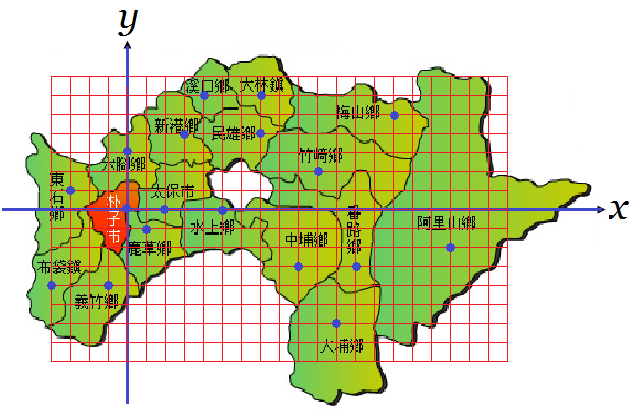 y
溪口鄉
大林鎮
梅山鄉
新港鄉
民雄鄉
竹崎鄉
六腳鄉
東石鄉
朴子市
太保市
水上鄉
鹿草鄉
中埔鄉
番路鄉
阿里山鄉
x
布袋鎮
義竹鄉
大埔鄉